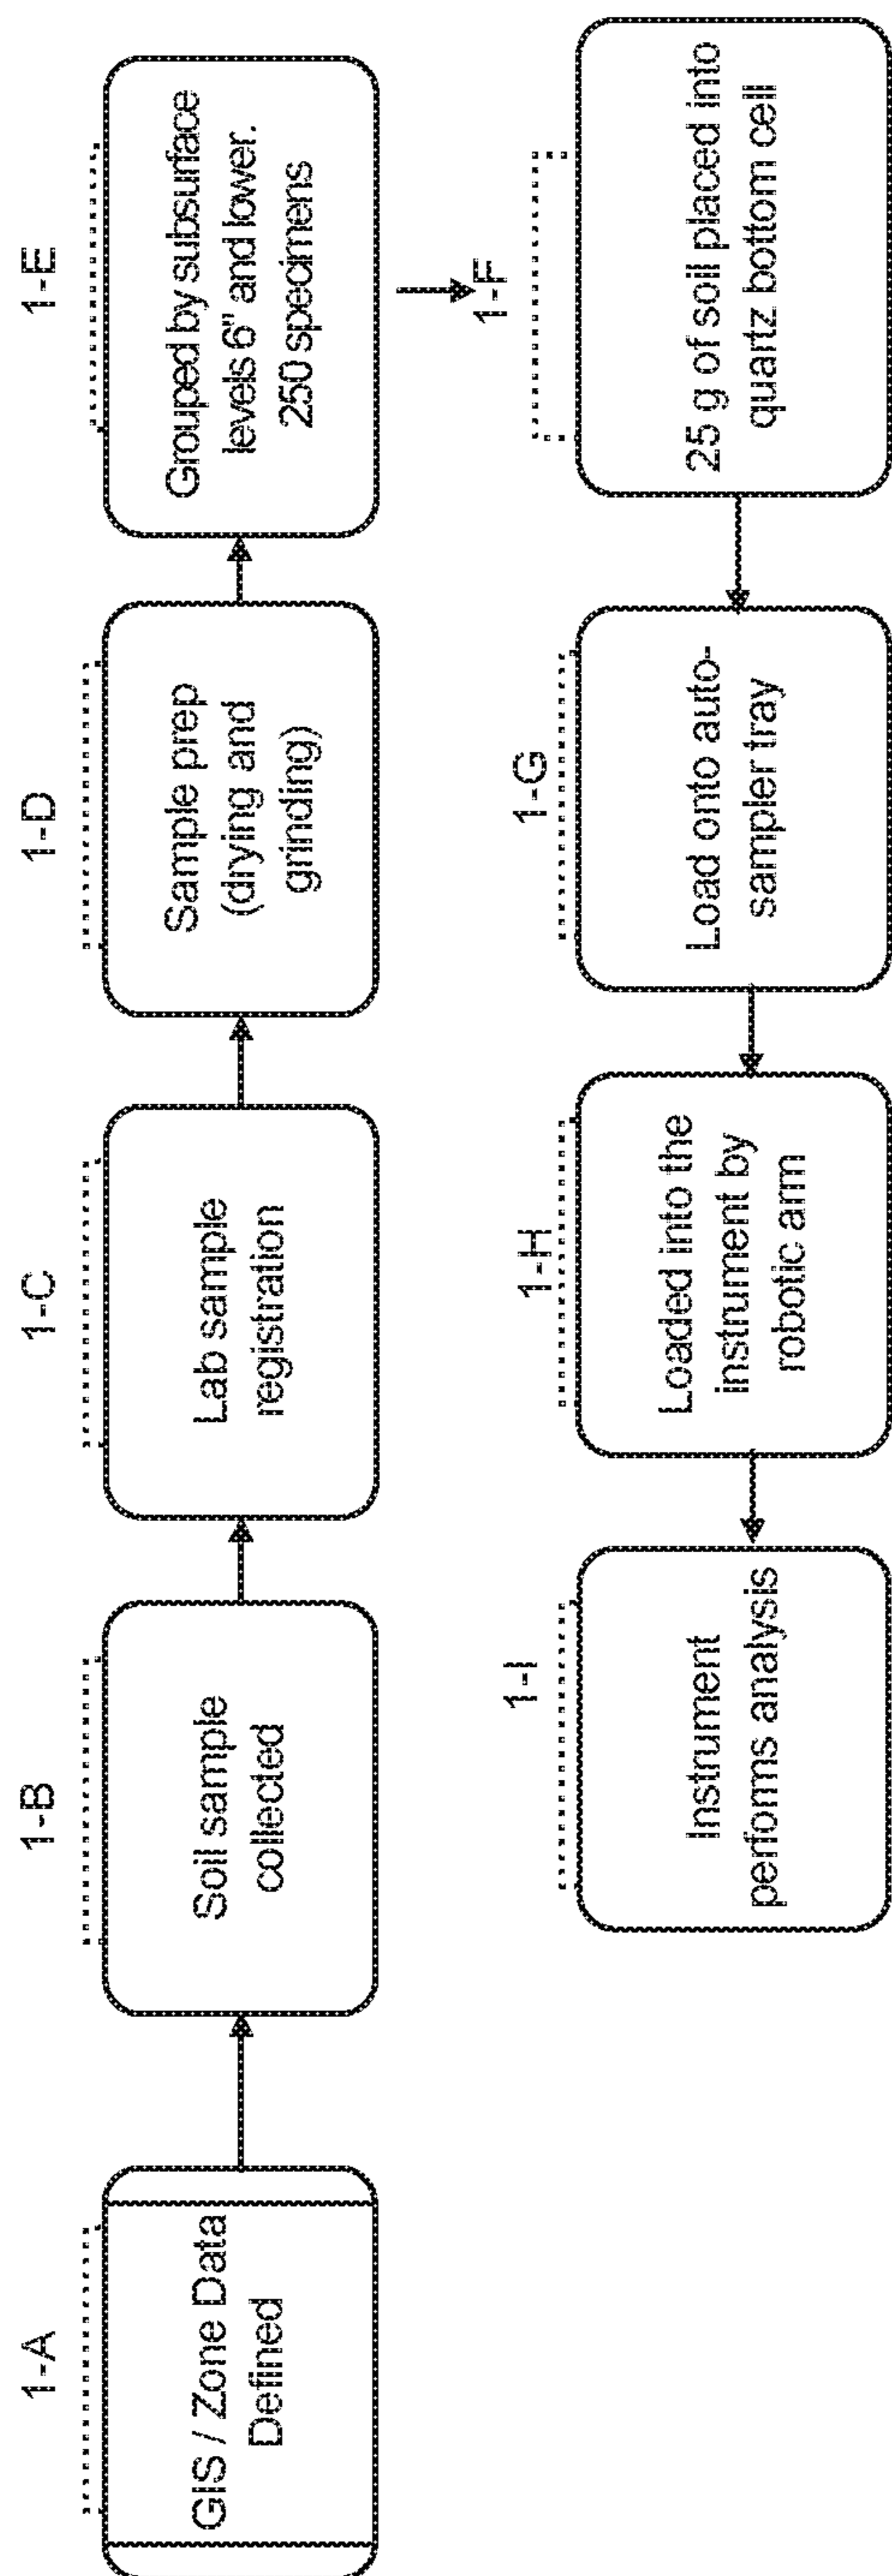 1-A
GIS / Zone Data
Defined
1-B
Soil sample
collected
1-C
Lab sample
registration
1-D
Sample prep
(drying and
grinding)
1-E
Grouped by subsurface
levels 6" and lower.
250 specimens
1-F
25 g of soil placed into
quartz bottom cell
1-G
Load onto auto-
sampler tray
1-H
Loaded into the
instrument by
robotic arm
1-I
Instrument
perfoms analysis